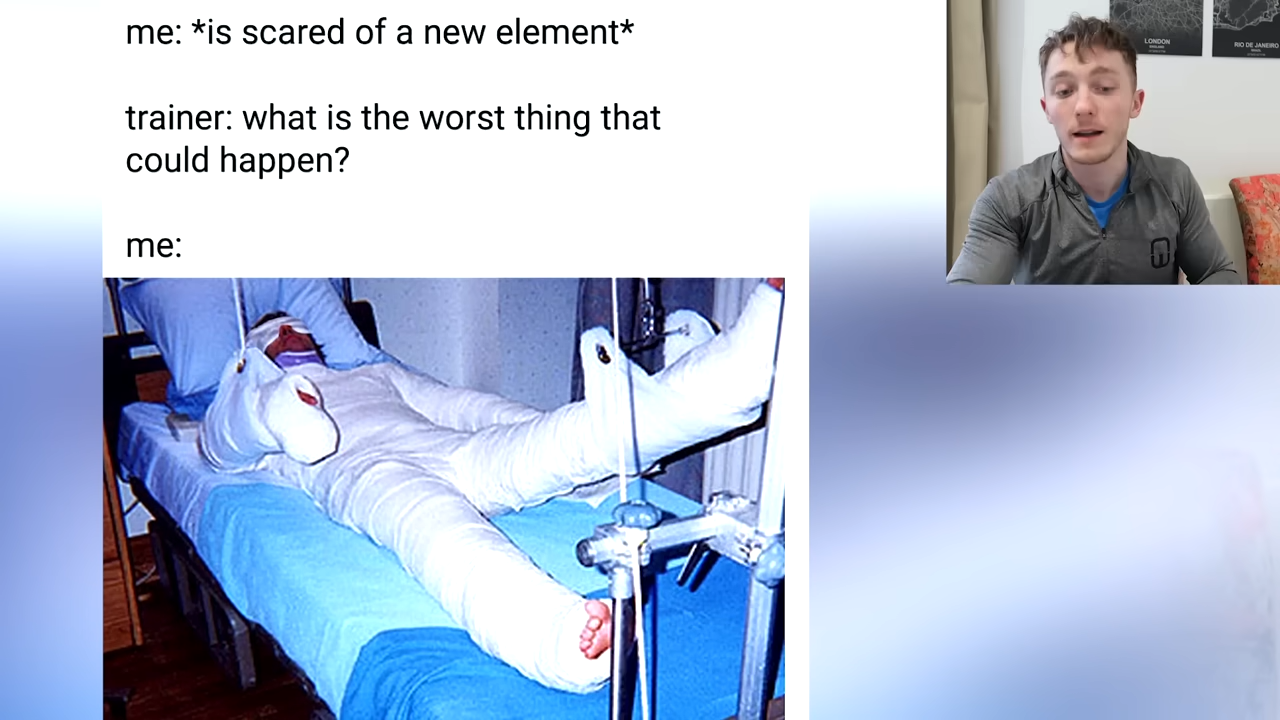 me: *is scared of a new element*
trainer: what is the worst thing that
could happen?
me:
LONDON
RIO DE JANEIRO